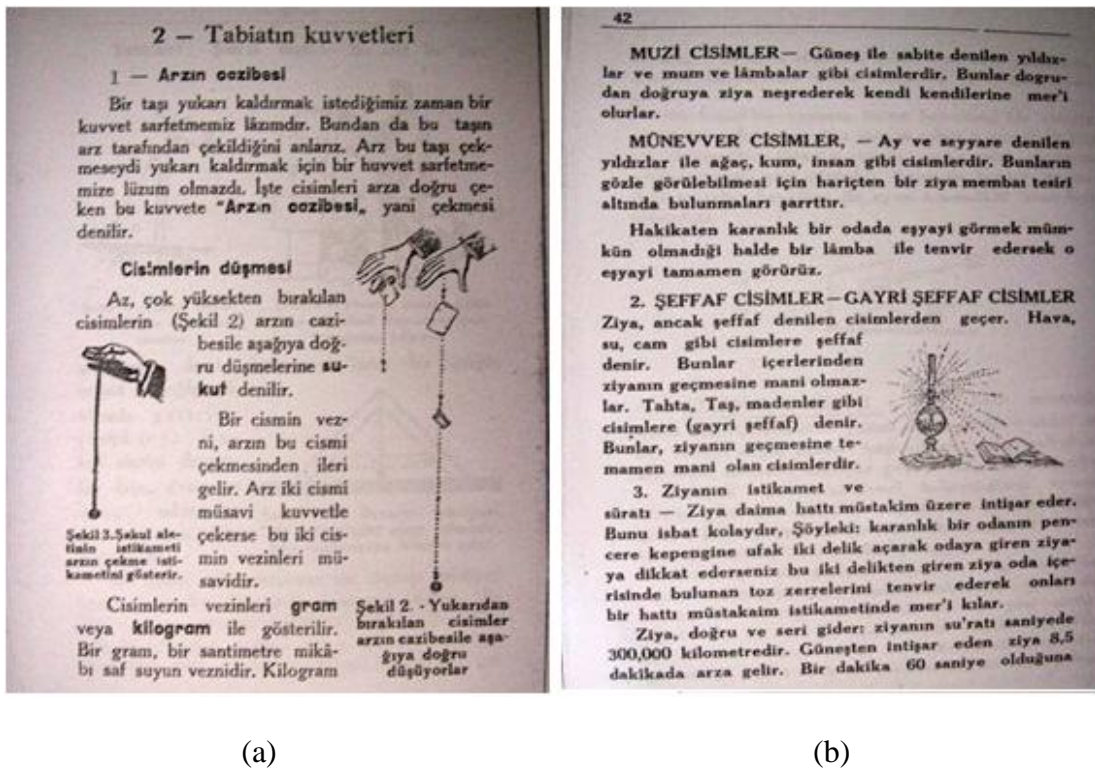 2 — Tabiatın kuvvetleri
1 — Arzın cazibesi
Bir taşı yukarı kaldırmak istediğimiz zaman bir
kuvvet sarfetmemiz lâzımdır. Bundan da bu taşın
arz tarafından çekildiğini anlarız. Arz bu taşı çek-
meseydi yukarı kaldırmak için bir huvvet sarfetme-
mize lüzum olmazdı. İşte cisimleri arza doğru çe-
ken bu kuvvete "Arzın cazibesi„ yani çekmesi
denilir.
Cisimlerin düşmesi
Az, çok yüksekten bırakılan
cisimlerin (Şekil 2) arzın cazi-
besile aşağıya doğ-
ru düşmelerine su-
kut denilir.
Bir cismin vez-
ni, arzın bu cismi
çekmesinden ileri
gelir. Arz iki cismi
müsavi kuvvetle
çekerse bu iki cis-
min vezinleri mü-
savidir.
Şekil 3. Şakul ale-
tinin istikameti
arzın çekme isti-
kametini gösterir.
Cisimlerin vezinleri gram
veya kilogram ile gösterilir.
Bir gram, bir santimetre mikâ-
bı saf suyun veznidir. Kilogram
Şekil 2. - Yukarıdan
bırakılan cisimler
arzın cazibesile aşa-
ğıya doğru
düşüyorlar
(a)
42
MUZİ CİSİMLER— Güneş ile sabite denilen yıldız-
lar ve mum ve lâmbalar gibi cisimlerdir. Bunlar dogru-
dan doğruya ziya neşrederek kendi kendilerine mer'i
olurlar.
MÜNEVVER CİSİMLER, — Ay ve seyyare denilen
yıldızlar ile ağaç, kum, insan gibi cisimlerdir. Bunların
gözle görülebilmesi için hariçten bir ziya membaı tesiri
altında bulunmaları şarttır.
Hakikaten karanlık bir odada eşyayi görmek müm-
kün olmadığı halde bir lâmba ile tenvir edersek o
eşyayi tamamen görürüz.
2. ŞEFFAF CİSİMLER—GAYRİ ŞEFFAF CİSİMLER
Ziya, ancak şeffaf denilen cisimlerden geçer. Hava,
su, cam gibi cisimlere şeffaf
denir. Bunlar içerlerinden
ziyanın geçmesine mani olmaz-
lar. Tahta, Taş, madenler gibi
cisimlere (gayri şeffaf) denir.
Bunlar, ziyanın geçmesine te-
mamen mani olan cisimlerdir.
3. Ziyanın istikamet ve
süratı — Ziya daima hattı müstakim üzere intişar eder.
Bunu isbat kolaydır, Şöyleki: karanlık bir odanın pen-
cere kepengine ufak iki delik açarak odaya giren ziya-
ya dikkat ederseniz bu iki delikten giren ziya oda içe-
risinde bulunan toz zerrelerini tenvir ederek onları
bir hattı müstakaim istikametinde mer'i kılar.
Ziya, doğru ve seri gider: ziyanın su'ratı saniyede
300,000 kilometredir. Güneşten intişar eden ziya 8,5
dakikada arza gelir. Bir dakika 60 saniye olduğuna
(b)